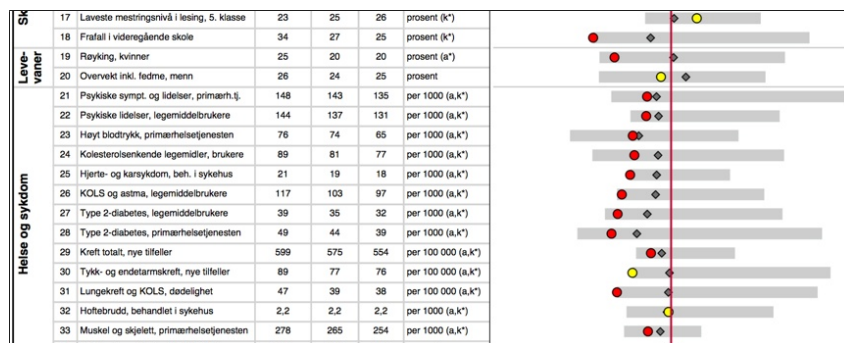 Sk
17 Laveste mestringsnivå i lesing, 5. klasse 23 25 26 prosent (k*)
18 Frafall i videregående skole 34 27 25 prosent (k*)
Leve-
vaner
19 Røyking, kvinner 25 20 20 prosent (a*)
20 Overvekt inkl. fedme, menn 26 24 25 prosent
Helse og sykdom
21 Psykiske sympt. og lidelser, primærh.tj. 148 143 135 per 1000 (a,k*)
22 Psykiske lidelser, legemiddelbrukere 144 137 131 per 1000 (a,k*)
23 Høyt blodtrykk, primærhelsetjenesten 76 74 65 per 1000 (a,k*)
24 Kolesterolsenkende legemidler, brukere 89 81 77 per 1000 (a,k*)
25 Hjerte- og karsykdom, beh. i sykehus 21 19 18 per 1000 (a,k*)
26 KOLS og astma, legemiddelbrukere 117 103 97 per 1000 (a,k*)
27 Type 2-diabetes, legemiddelbrukere 39 35 32 per 1000 (a,k*)
28 Type 2-diabetes, primærhelsetjenesten 49 44 39 per 1000 (a,k*)
29 Kreft totalt, nye tilfeller 599 575 554 per 100 000 (a,k*)
30 Tykk- og endetarmskreft, nye tilfeller 89 77 76 per 100 000 (a,k*)
31 Lungekreft og KOLS, dødelighet 47 39 38 per 100 000 (a,k*)
32 Hoftebrudd, behandlet i sykehus 2,2 2,2 2,2 per 1000 (a,k*)
33 Muskel og skjelett, primærhelsetjenesten 278 265 254 per 1000 (a,k*)